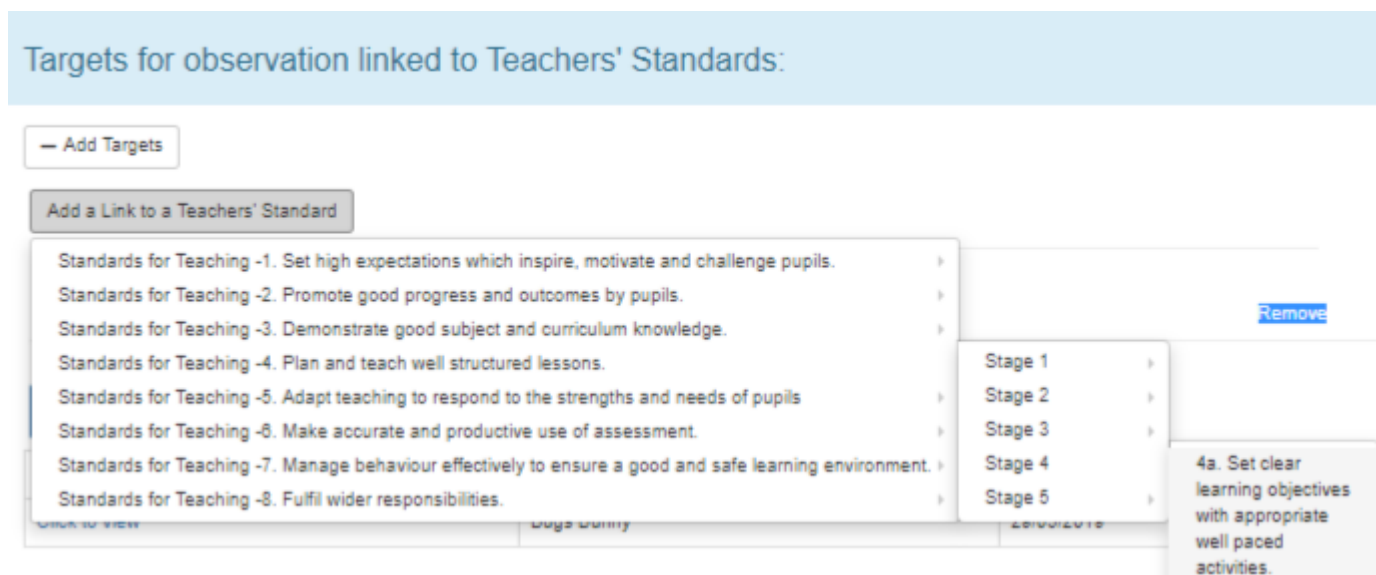 Targets for observation linked to Teachers' Standards:
— Add Targets
Add a Link to a Teachers' Standard
Standards for Teaching -1. Set high expectations which inspire, motivate and challenge pupils.
Standards for Teaching -2. Promote good progress and outcomes by pupils.
Remove
Standards for Teaching -3. Demonstrate good subject and curriculum knowledge.
Standards for Teaching -4. Plan and teach well structured lessons.
Standards for Teaching -5. Adapt teaching to respond to the strengths and needs of pupils
Standards for Teaching -6. Make accurate and productive use of assessment.
Standards for Teaching -7. Manage behaviour effectively to ensure a good and safe learning environment.
Standards for Teaching -8. Fulfil wider responsibilities.
Stage 1
Stage 2
Stage 3
Stage 4
Stage 5
4a. Set clear
learning objectives
with appropriate
well paced
activities.
Click to view
Bugs Bunny